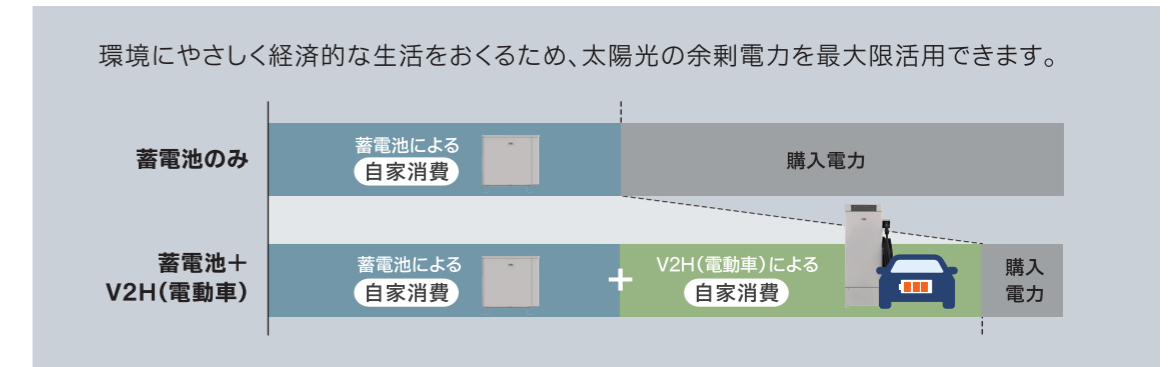 環境にやさしく経済的な生活をおくるため、太陽光の余剰電力を最大限活用できます。
蓄電池のみ
蓄電池による
自家消費
購入電力
蓄電池＋
V2H（電動車）
蓄電池による
自家消費
＋
V2H（電動車）による
自家消費
購入
電力